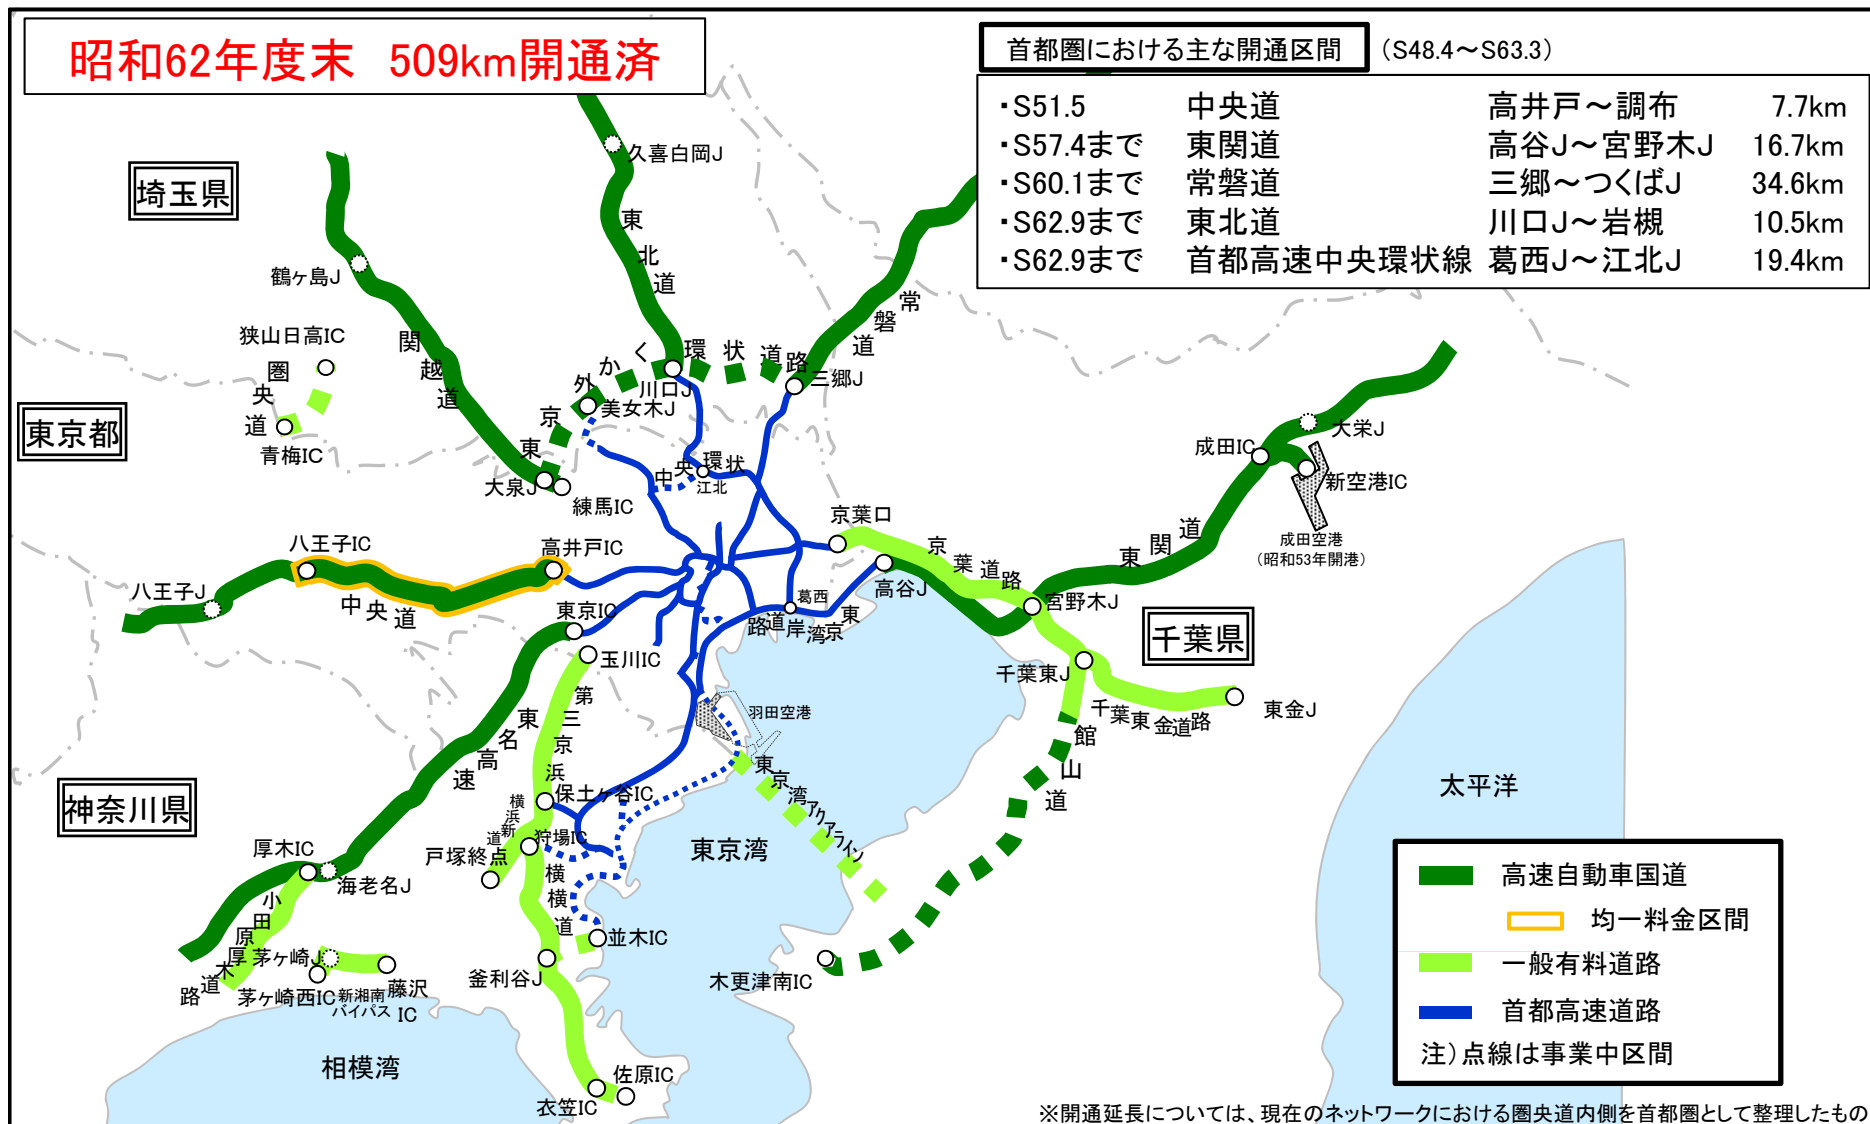 昭和62年度末 509km開通済
首都圏における主な開通区間 (S48.4～S63.3)
・S51.5 中央道 高井戸～調布 7.7km
・S57.4まで 東関道 高谷J～宮野木J 16.7km
・S60.1まで 常磐道 三郷～つくばJ 34.6km
・S62.9まで 東北道 川口J～岩槻 10.5km
・S62.9まで 首都高速中央環状線 葛西J～江北J 19.4km
久喜白岡J
埼玉県
東北道
鶴ヶ島J
常磐道
狭山日高IC
関越道
圏央道
東京外かく環状道路
川口J
三郷J
美女木J
東京都
青梅IC
大栄J
成田IC
新空港IC
大泉J
練馬IC
中央環状
江北
京葉口
成田空港
(昭和53年開港)
八王子IC
高井戸IC
京葉道路
東関道
高谷J
八王子J
中央道
葛西
宮野木J
東京IC
東京湾岸道路
千葉県
玉川IC
千葉東J
第三京浜
東名高速
羽田空港
千葉東金道路
東金J
館山道
東京湾アクアライン
神奈川県
保土ヶ谷IC
横浜新道
狩場IC
太平洋
厚木IC
戸塚終点
東京湾
海老名J
横横道
小田原厚木道路
並木IC
茅ヶ崎J
釜利谷J
木更津南IC
茅ヶ崎西IC
新湘南
バイパス
藤沢
IC
相模湾
佐原IC
衣笠IC
高速自動車国道
均一料金区間
一般有料道路
首都高速道路
注)点線は事業中区間
※開通延長については、現在のネットワークにおける圏央道内側を首都圏として整理したもの